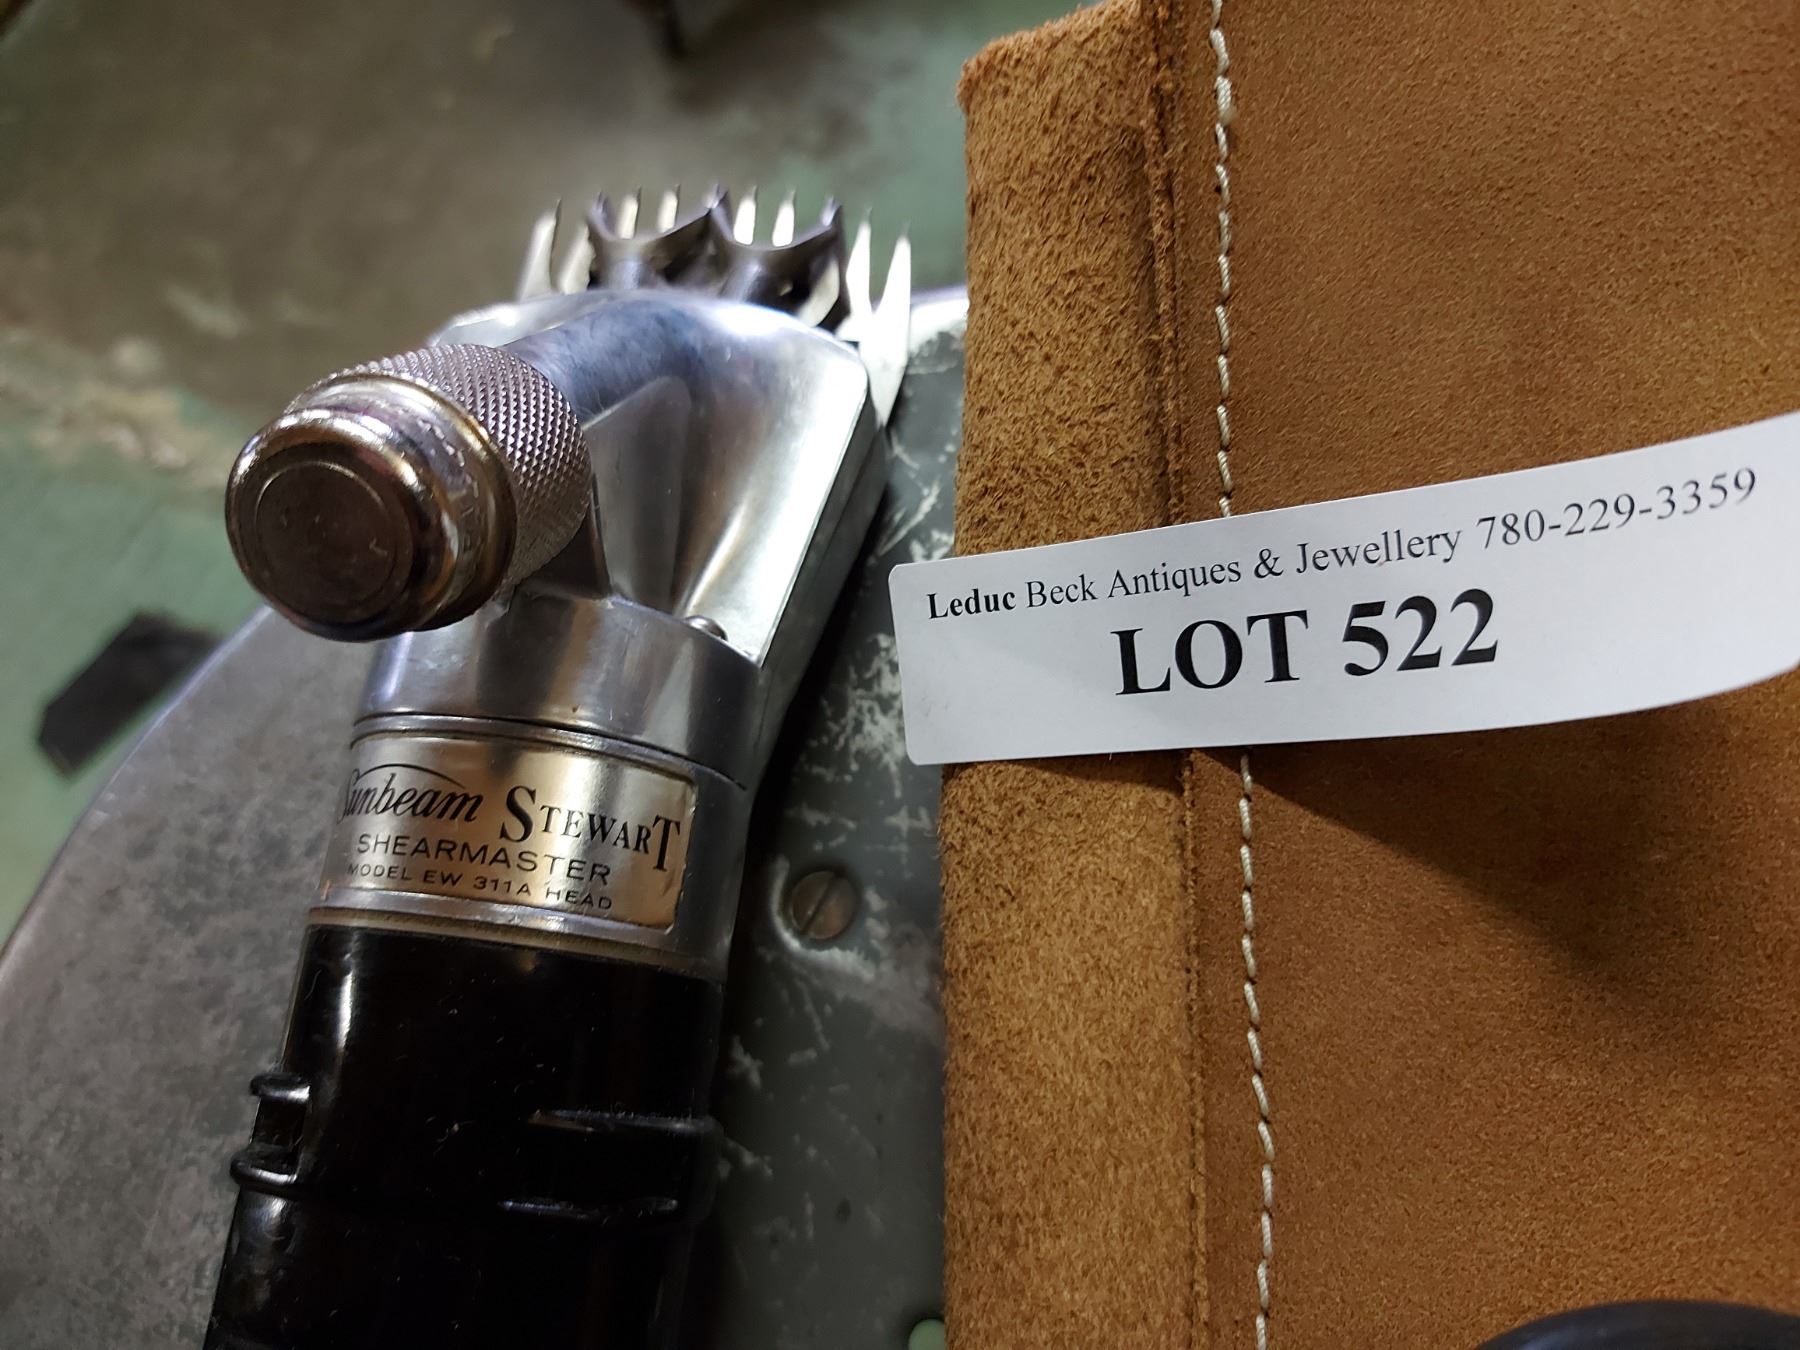 Leduc Beck Antiques & Jewellery 780-229-3359
LOT 522
Sunbeam STEWART
SHEARMASTER
MODEL EW 311A HEAD